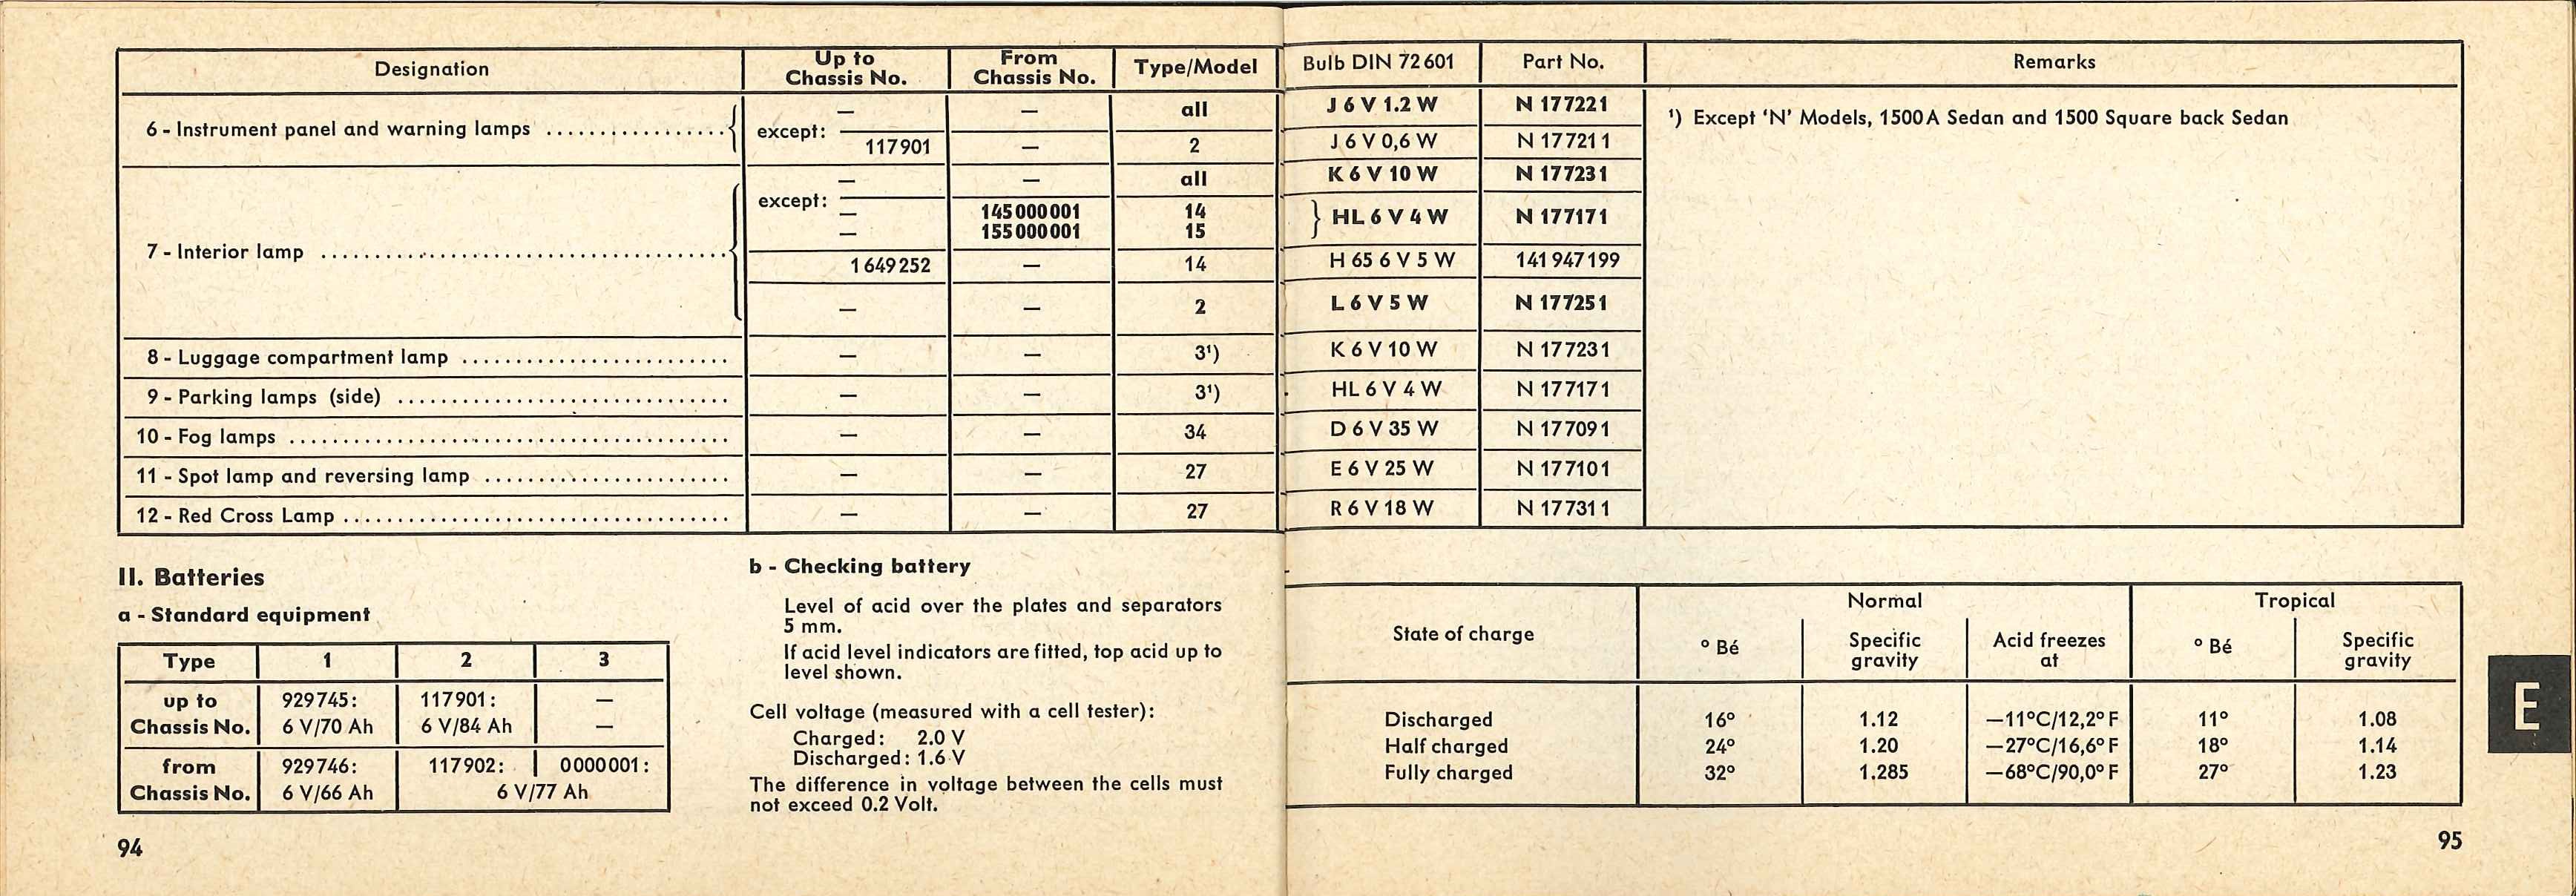 Designation Up to Chassis No. From Chassis No. Type/Model Bulb DIN 72601 Part No. Remarks
6 - Instrument panel and warning lamps ................. { — — all J 6 V 1.2 W N 177221
except: 117901 — 2 J 6 V 0,6 W N 177211
¹) Except 'N' Models, 1500 A Sedan and 1500 Square back Sedan
7 - Interior lamp ...................................... { — — all K 6 V 10 W N 177231
except: — 145000001 14 } HL 6 V 4 W N 177171
— 155000001 15
1649252 — 14 H 65 6 V 5 W 141947199
— — 2 L 6 V 5 W N 177251
8 - Luggage compartment lamp ......................... — — 3¹) K 6 V 10 W N 177231
9 - Parking lamps (side) ............................... — — 3¹) HL 6 V 4 W N 177171
10 - Fog lamps ......................................... — — 34 D 6 V 35 W N 177091
11 - Spot lamp and reversing lamp ....................... — — 27 E 6 V 25 W N 177101
12 - Red Cross Lamp .................................... — — 27 R 6 V 18 W N 177311
II. Batteries
a - Standard equipment
Type 1 2 3
up to 929745: 117901: —
Chassis No. 6 V/70 Ah 6 V/84 Ah —
from 929746: 117902: 0000001:
Chassis No. 6 V/66 Ah 6 V/77 Ah
94
b - Checking battery
Level of acid over the plates and separators
5 mm.
If acid level indicators are fitted, top acid up to
level shown.
Cell voltage (measured with a cell tester):
Charged: 2.0 V
Discharged: 1.6 V
The difference in voltage between the cells must
not exceed 0.2 Volt.
State of charge Normal Tropical
° Bé Specific gravity Acid freezes at ° Bé Specific gravity
Discharged 16° 1.12 —11°C/12,2° F 11° 1.08
Half charged 24° 1.20 —27°C/16,6° F 18° 1.14
Fully charged 32° 1.285 —68°C/90,0° F 27° 1.23
E
95